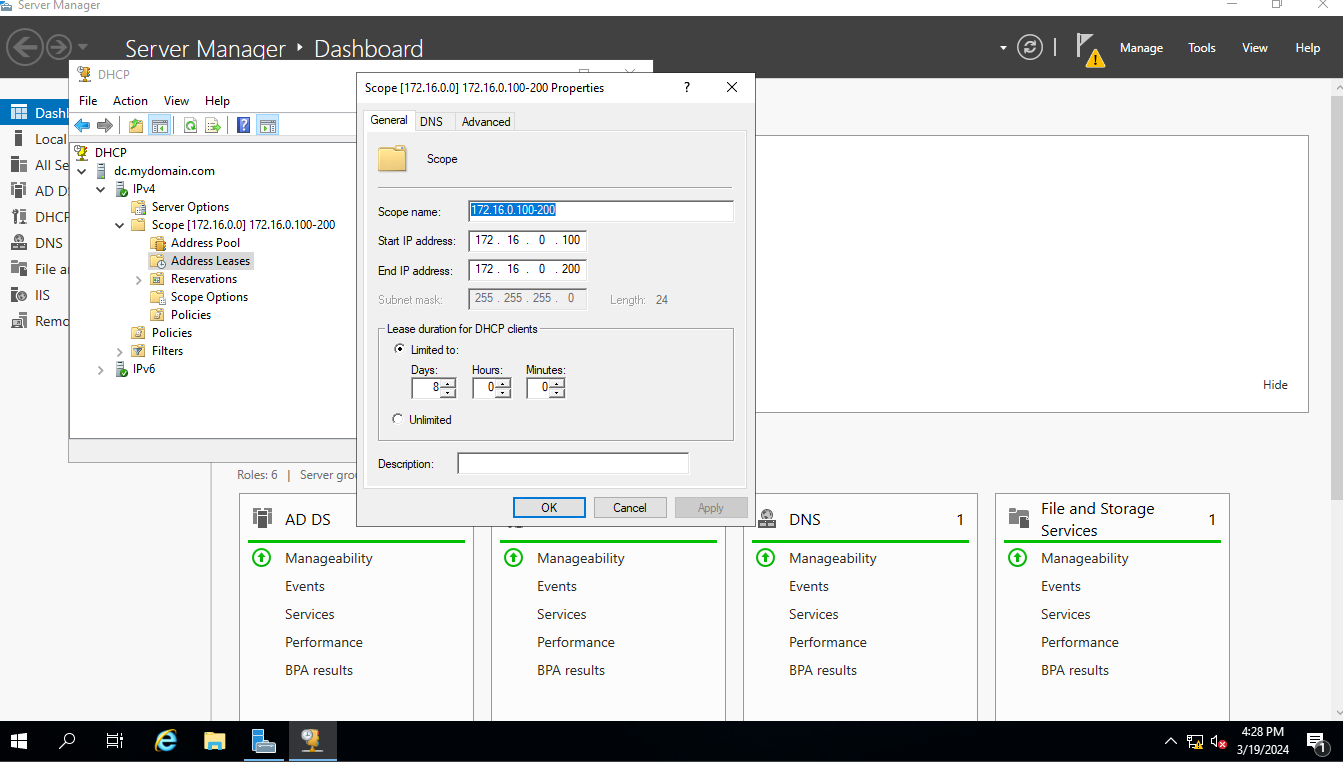 Server Manager
Server Manager ‣ Dashboard
Manage Tools View Help
DHCP
File Action View Help
Scope [172.16.0.0] 172.16.0.100-200 Properties
?
General DNS Advanced
Scope
Scope name: 172.16.0.100-200
Start IP address: 172 . 16 . 0 . 100
End IP address: 172 . 16 . 0 . 200
Subnet mask: 255 . 255 . 255 . 0 Length: 24
Lease duration for DHCP clients
Limited to:
Days: Hours: Minutes:
8 0 0
Unlimited
Description:
OK Cancel Apply
DHCP
dc.mydomain.com
IPv4
Server Options
Scope [172.16.0.0] 172.16.0.100-200
Address Pool
Address Leases
Reservations
Scope Options
Policies
Policies
Filters
IPv6
Dashl
Local
All Se
AD D
DHCP
DNS
File a
IIS
Remo
Hide
Roles: 6 | Server grou
AD DS
Manageability
Events
Services
Performance
BPA results
Manageability
Events
Services
Performance
BPA results
DNS 1
Manageability
Events
Services
Performance
BPA results
File and Storage
Services 1
Manageability
Events
Services
Performance
BPA results
4:28 PM
3/19/2024
1